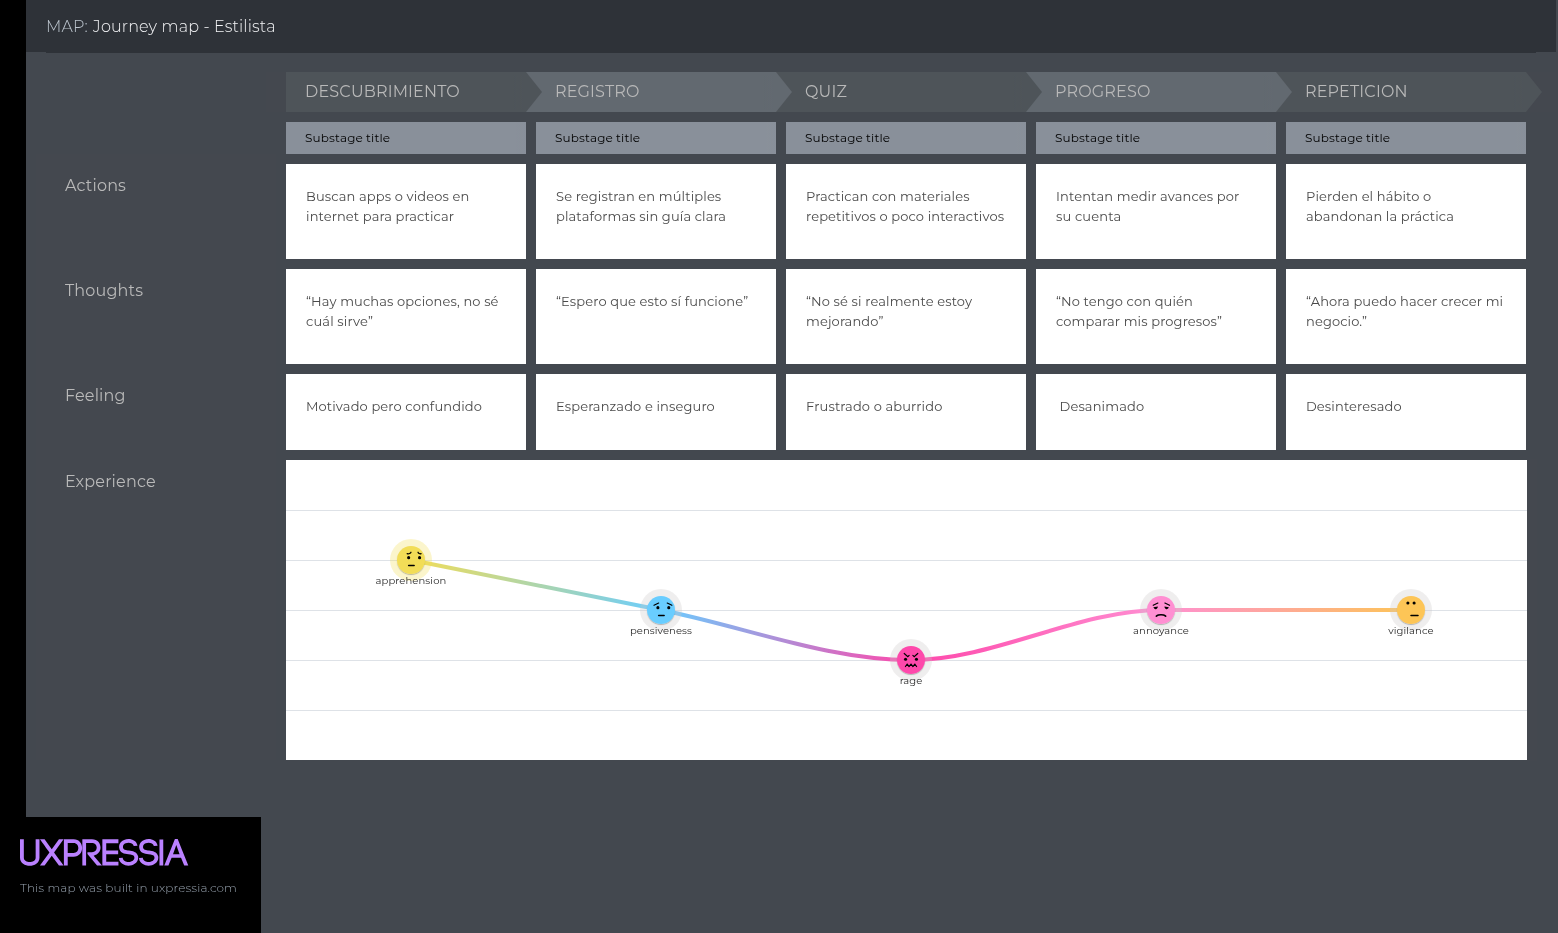 MAP: Journey map - Estilista
DESCUBRIMIENTO
REGISTRO
QUIZ
PROGRESO
REPETICION
Substage title
Substage title
Substage title
Substage title
Substage title
Actions
Buscan apps o videos en
internet para practicar
Se registran en múltiples
plataformas sin guía clara
Practican con materiales
repetitivos o poco interactivos
Intentan medir avances por
su cuenta
Pierden el hábito o
abandonan la práctica
Thoughts
“Hay muchas opciones, no sé
cuál sirve”
“Espero que esto sí funcione”
“No sé si realmente estoy
mejorando”
“No tengo con quién
comparar mis progresos”
“Ahora puedo hacer crecer mi
negocio.”
Feeling
Motivado pero confundido
Esperanzado e inseguro
Frustrado o aburrido
Desanimado
Desinteresado
Experience
apprehension
pensiveness
rage
annoyance
vigilance
UXPRESSIA
This map was built in uxpressia.com